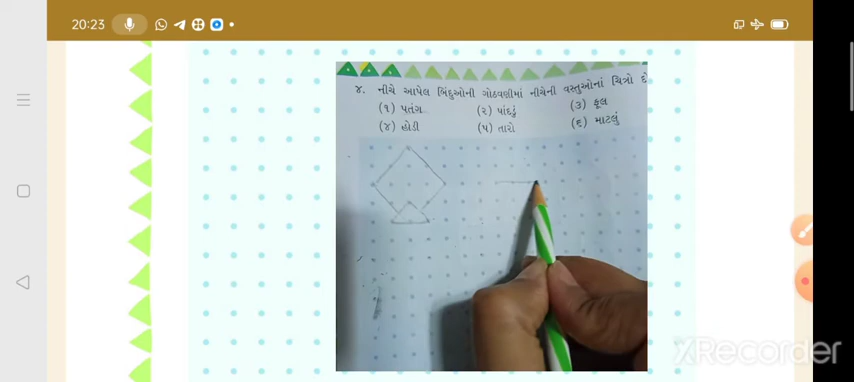 20:23
૪. નીચે આપેલ બિંદુઓની ગોઠવણીમાં નીચેની વસ્તુઓનાં ચિત્રો દો
(૧) પતંગ (૨) પાંદડું (૩) ફૂલ
(૪) હોડી (૫) તારો (૬) માટલું
XRecorder